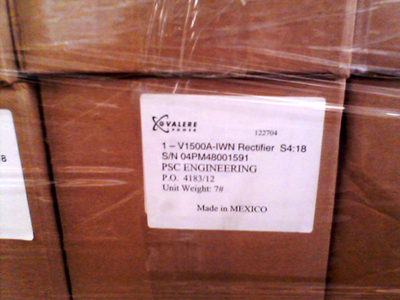 VALERE
POWER
122704
1 – V1500A-IWN Rectifier S4:18
S/N 04PM48001591
PSC ENGINEERING
P.O. 4183/12
Unit Weight: 7#
Made in MEXICO
:18